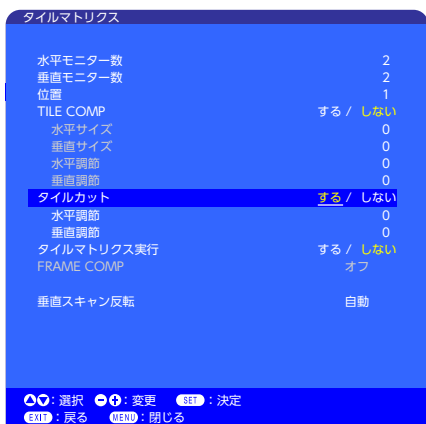 タイルマトリクス
水平モニター数 2
垂直モニター数 2
位置 1
TILE COMP する / しない
水平サイズ 0
垂直サイズ 0
水平調節 0
垂直調節 0
タイルカット する / しない
水平調節 0
垂直調節 0
タイルマトリクス実行 する / しない
FRAME COMP オフ
垂直スキャン反転 自動
: 選択 : 変更 SET : 決定
EXIT : 戻る MENU : 閉じる